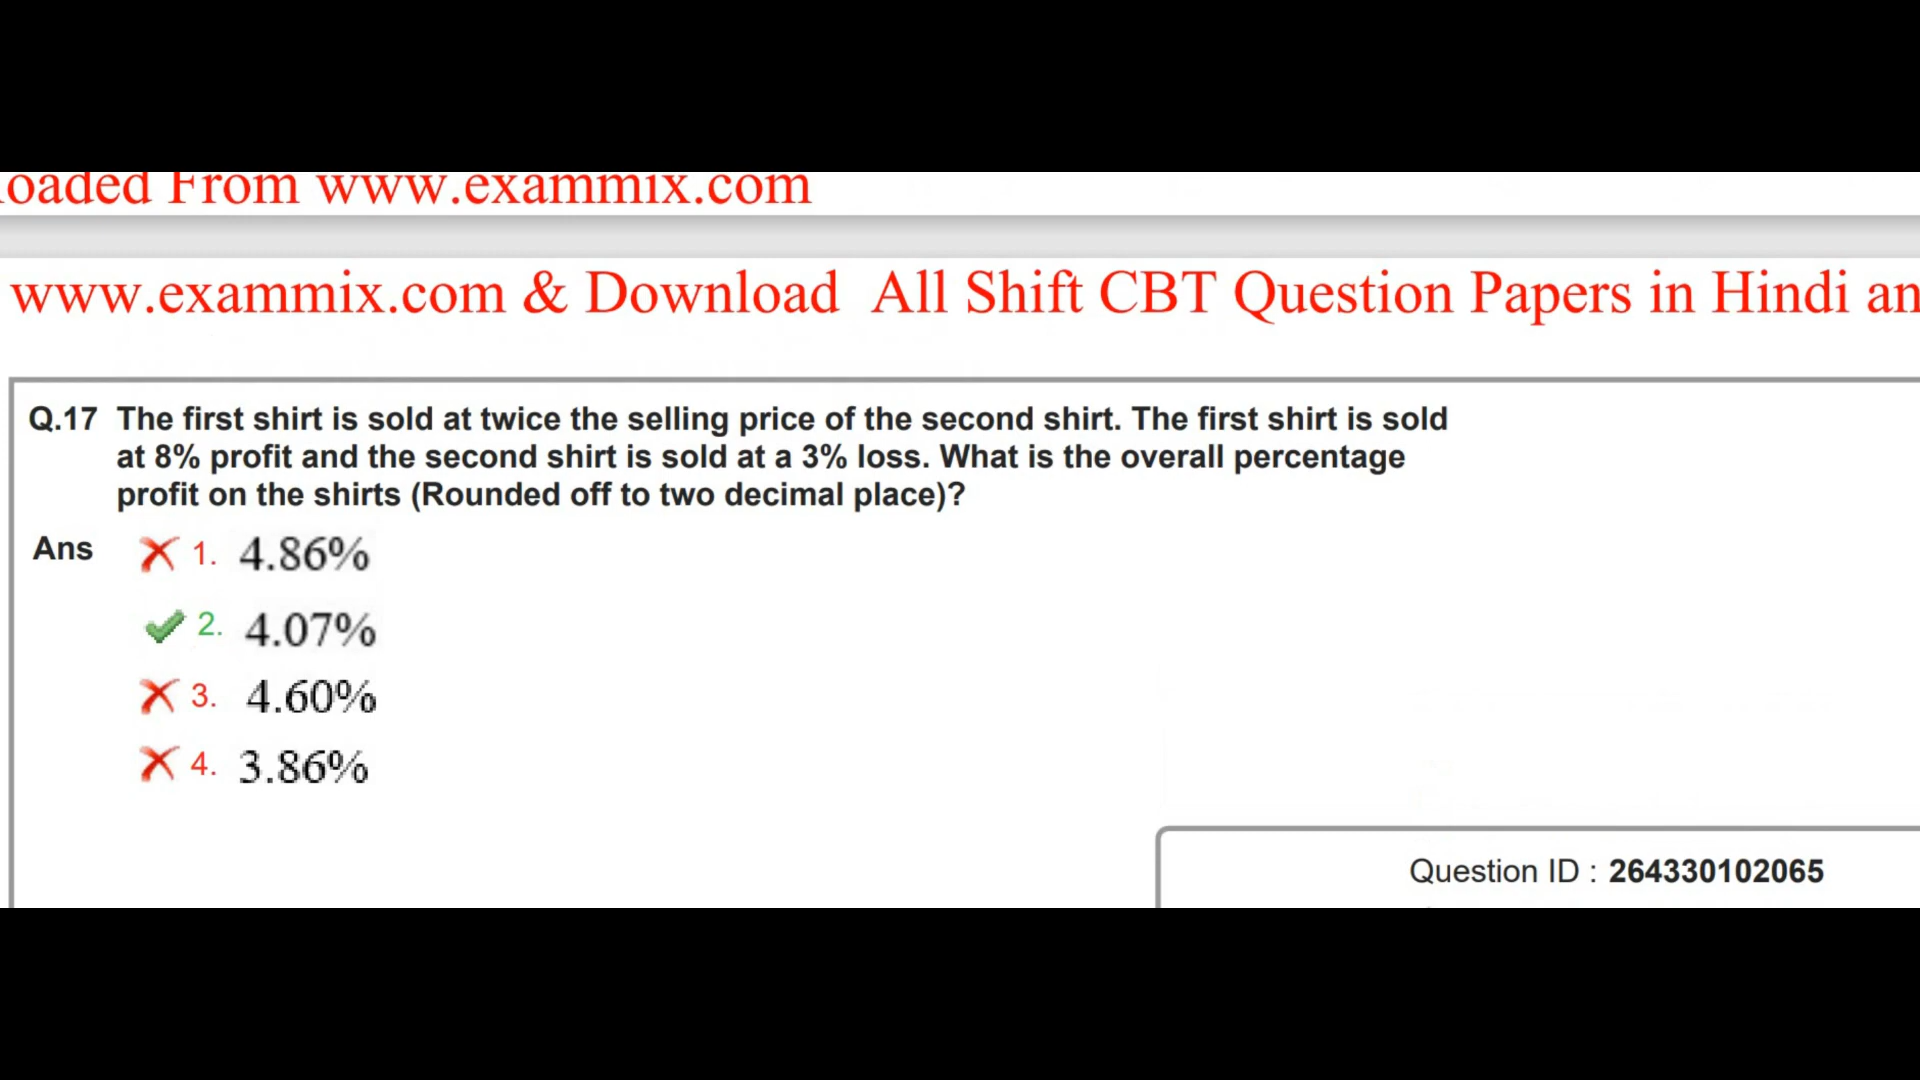 oaded From www.exammix.com
www.exammix.com & Download All Shift CBT Question Papers in Hindi an
Q.17 The first shirt is sold at twice the selling price of the second shirt. The first shirt is sold
at 8% profit and the second shirt is sold at a 3% loss. What is the overall percentage
profit on the shirts (Rounded off to two decimal place)?
Ans 1. 4.86%
2. 4.07%
3. 4.60%
4. 3.86%
Question ID : 264330102065